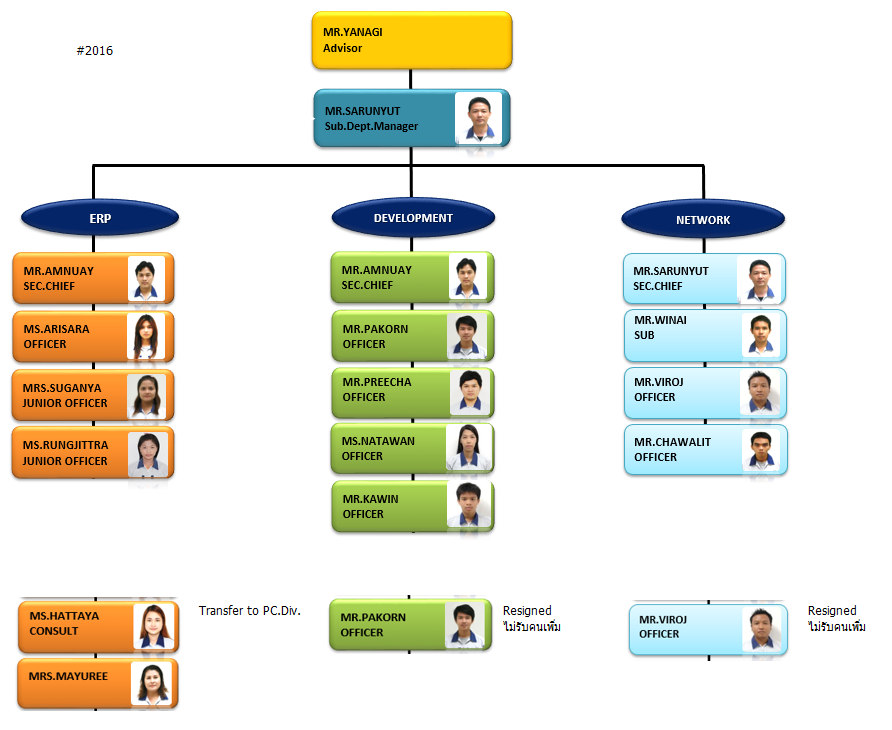 #2016
MR.YANAGI
Advisor
MR.SARUNYUT
Sub.Dept.Manager
ERP
DEVELOPMENT
NETWORK
MR.AMNUAY
SEC.CHIEF
MS.ARISARA
OFFICER
MRS.SUGANYA
JUNIOR OFFICER
MS.RUNGJITTRA
JUNIOR OFFICER
MR.AMNUAY
SEC.CHIEF
MR.PAKORN
OFFICER
MR.PREECHA
OFFICER
MS.NATAWAN
OFFICER
MR.KAWIN
OFFICER
MR.SARUNYUT
SEC.CHIEF
MR.WINAI
SUB
MR.VIROJ
OFFICER
MR.CHAWALIT
OFFICER
MS.HATTAYA
CONSULT
Transfer to PC.Div.
MRS.MAYUREE
MR.PAKORN
OFFICER
Resigned
ไม่รับคนเพิ่ม
MR.VIROJ
OFFICER
Resigned
ไม่รับคนเพิ่ม